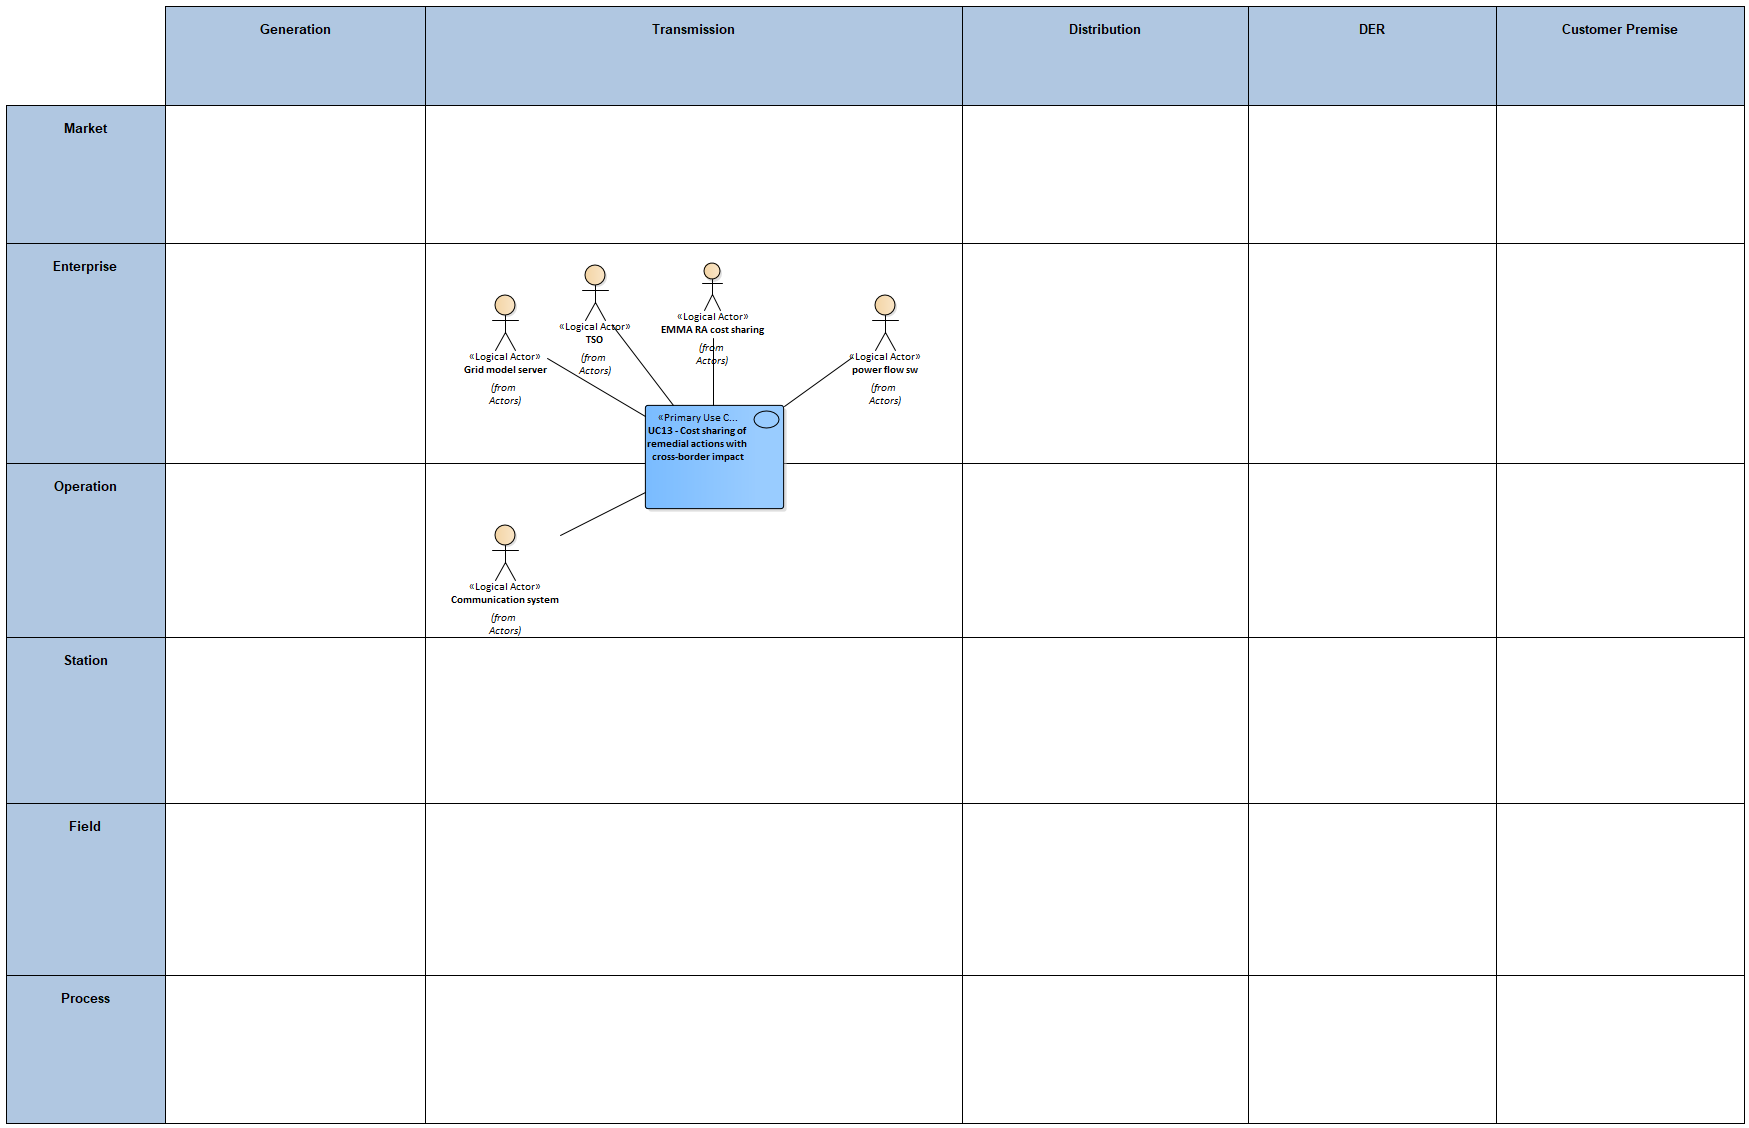 Generation
Transmission
Distribution
DER
Customer Premise
Market
Enterprise
«Logical Actor»
Grid model server
(from
Actors)
«Logical Actor»
TSO
(from
Actors)
«Logical Actor»
EMMA RA cost sharing
(from
Actors)
«Logical Actor»
power flow sw
(from
Actors)
«Primary Use C...
UC13 - Cost sharing of
remedial actions with
cross-border impact
Operation
«Logical Actor»
Communication system
(from
Actors)
Station
Field
Process